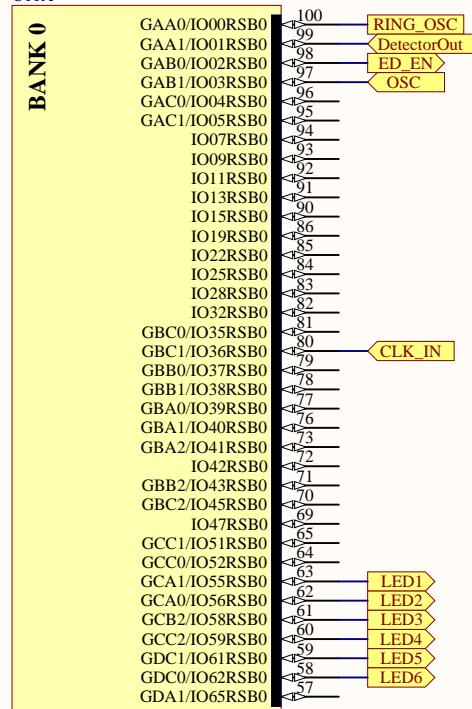 BANK 0
GAA0/IO00RSB0 100 RING_OSC
GAA1/IO01RSB0 99 DetectorOut
GAB0/IO02RSB0 98 ED_EN
GAB1/IO03RSB0 97 OSC
GAC0/IO04RSB0 96
GAC1/IO05RSB0 95
IO07RSB0 94
IO09RSB0 93
IO11RSB0 92
IO13RSB0 91
IO15RSB0 90
IO19RSB0 86
IO22RSB0 85
IO25RSB0 84
IO28RSB0 83
IO32RSB0 82
GBC0/IO35RSB0 81
GBC1/IO36RSB0 80 CLK_IN
GBB0/IO37RSB0 79
GBB1/IO38RSB0 78
GBA0/IO39RSB0 77
GBA1/IO40RSB0 76
GBA2/IO41RSB0 73
IO42RSB0 72
GBB2/IO43RSB0 71
GBC2/IO45RSB0 70
IO47RSB0 69
GCC1/IO51RSB0 65
GCC0/IO52RSB0 64
GCA1/IO55RSB0 63 LED1
GCA0/IO56RSB0 62 LED2
GCB2/IO58RSB0 61 LED3
GCC2/IO59RSB0 60 LED4
GDC1/IO61RSB0 59 LED5
GDC0/IO62RSB0 58 LED6
GDA1/IO65RSB0 57